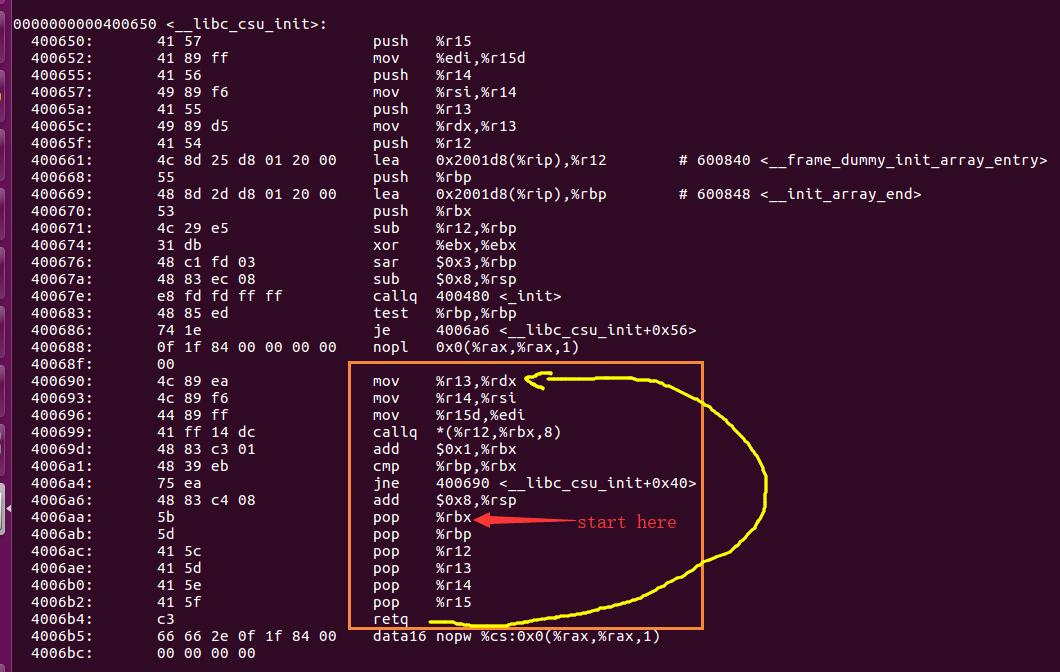 0000000000400650 <__libc_csu_init>:
400650: 41 57 push %r15
400652: 41 89 ff mov %edi,%r15d
400655: 41 56 push %r14
400657: 49 89 f6 mov %rsi,%r14
40065a: 41 55 push %r13
40065c: 49 89 d5 mov %rdx,%r13
40065f: 41 54 push %r12
400661: 4c 8d 25 d8 01 20 00 lea 0x2001d8(%rip),%r12 # 600840 <__frame_dummy_init_array_entry>
400668: 55 push %rbp
400669: 48 8d 2d d8 01 20 00 lea 0x2001d8(%rip),%rbp # 600848 <__init_array_end>
400670: 53 push %rbx
400671: 4c 29 e5 sub %r12,%rbp
400674: 31 db xor %ebx,%ebx
400676: 48 c1 fd 03 sar $0x3,%rbp
40067a: 48 83 ec 08 sub $0x8,%rsp
40067e: e8 fd fd ff ff callq 400480 <_init>
400683: 48 85 ed test %rbp,%rbp
400686: 74 1e je 4006a6 <__libc_csu_init+0x56>
400688: 0f 1f 84 00 00 00 00 nopl 0x0(%rax,%rax,1)
40068f: 00
400690: 4c 89 ea mov %r13,%rdx
400693: 4c 89 f6 mov %r14,%rsi
400696: 44 89 ff mov %r15d,%edi
400699: 41 ff 14 dc callq *(%r12,%rbx,8)
40069d: 48 83 c3 01 add $0x1,%rbx
4006a1: 48 39 eb cmp %rbp,%rbx
4006a4: 75 ea jne 400690 <__libc_csu_init+0x40>
4006a6: 48 83 c4 08 add $0x8,%rsp
4006aa: 5b pop %rbx start here
4006ab: 5d pop %rbp
4006ac: 41 5c pop %r12
4006ae: 41 5d pop %r13
4006b0: 41 5e pop %r14
4006b2: 41 5f pop %r15
4006b4: c3 retq
4006b5: 66 66 2e 0f 1f 84 00 data16 nopw %cs:0x0(%rax,%rax,1)
4006bc: 00 00 00 00